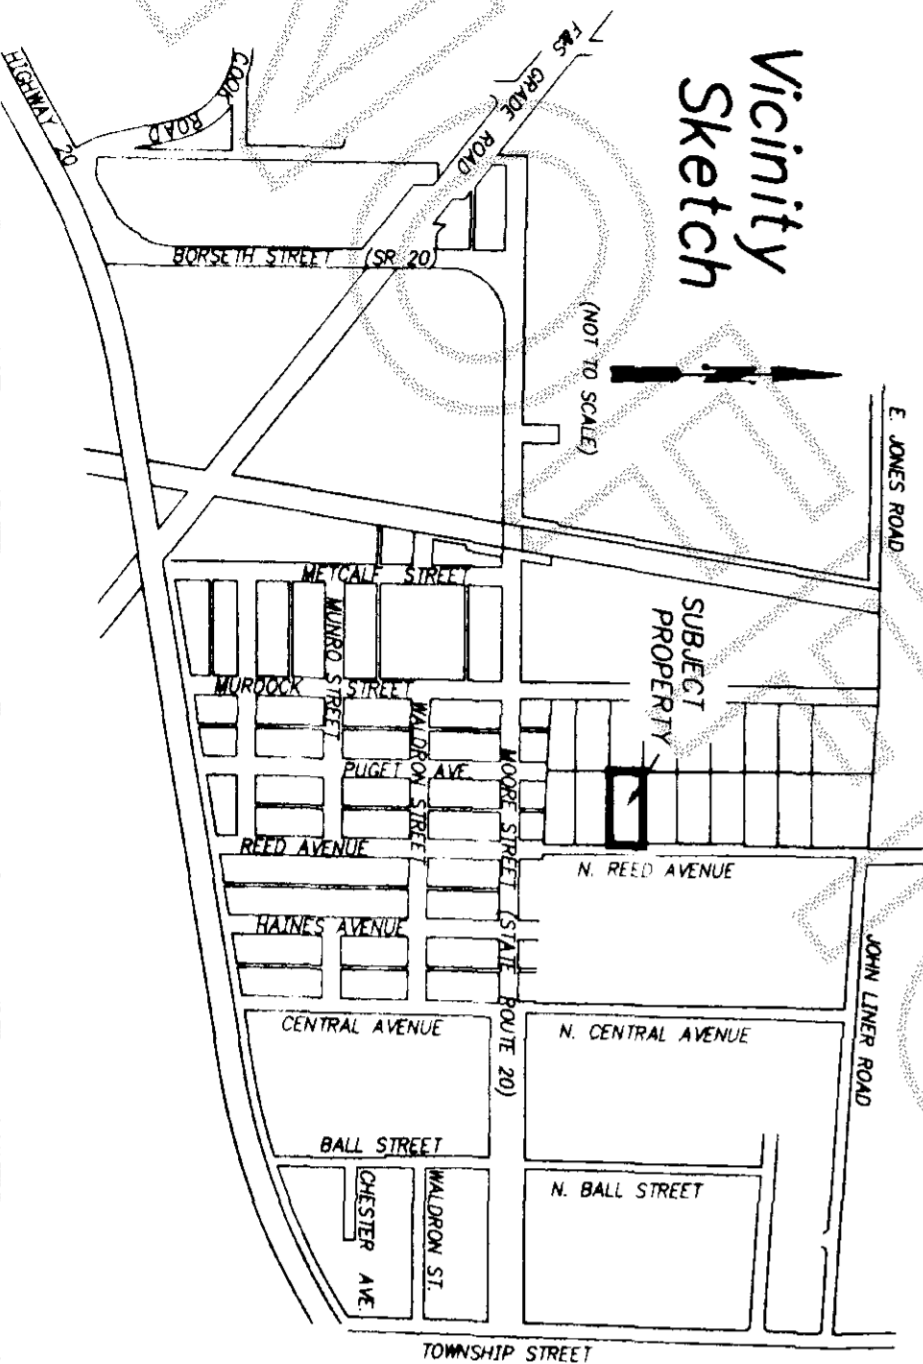 Vicinity
Sketch
(NOT TO SCALE)
E. JONES ROAD
F&S GRADE ROAD
COOK ROAD
HIGHWAY 20
BORSETH STREET (SR 20)
SUBJECT
PROPERTY
METCALF STREET
MUNRO STREET
MURDOCK STREET
WALDRON STREET
PUGET AVE.
MOORE STREET (STATE ROUTE 20)
REED AVENUE
N. REED AVENUE
HAINES AVENUE
JOHN LINER ROAD
CENTRAL AVENUE
N. CENTRAL AVENUE
BALL STREET
N. BALL STREET
CHESTER AVE.
WALDRON ST.
TOWNSHIP STREET